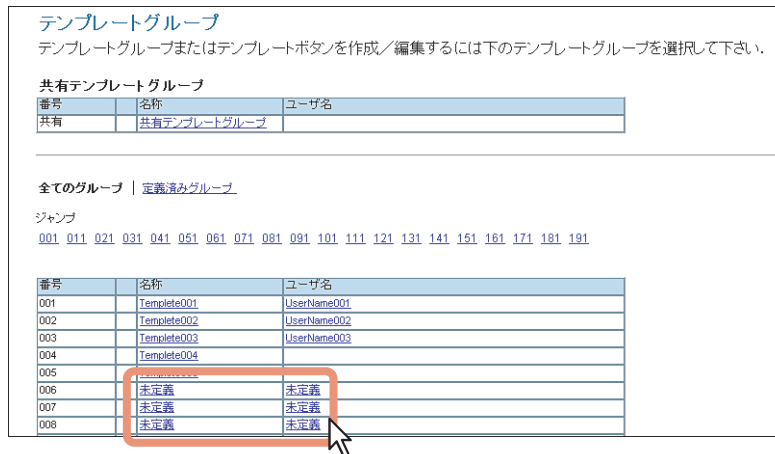 テンプレートグループ
テンプレートグループまたはテンプレートボタンを作成／編集するには下のテンプレートグループを選択して下さい.
共有テンプレートグループ
番号 名称 ユーザ名
共有 共有テンプレートグループ
全てのグループ | 定義済みグループ
ジャンプ
001 011 021 031 041 051 061 071 081 091 101 111 121 131 141 151 161 171 181 191
番号 名称 ユーザ名
001 Templete001 UserName001
002 Templete002 UserName002
003 Templete003 UserName003
004 Templete004
005
006 未定義 未定義
007 未定義 未定義
008 未定義 未定義